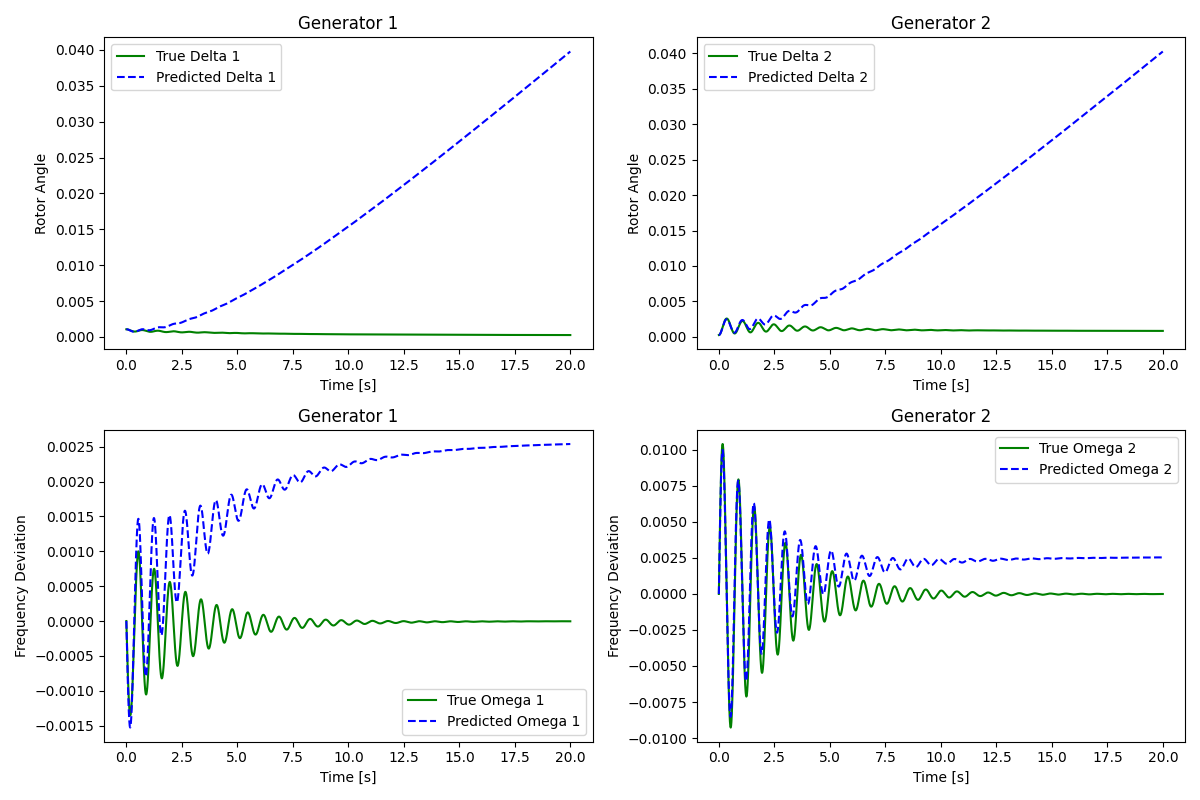 Generator 1
True Delta 1
Predicted Delta 1
Rotor Angle
0.040
0.035
0.030
0.025
0.020
0.015
0.010
0.005
0.000
0.0 2.5 5.0 7.5 10.0 12.5 15.0 17.5 20.0
Time [s]
Generator 2
True Delta 2
Predicted Delta 2
Rotor Angle
0.040
0.035
0.030
0.025
0.020
0.015
0.010
0.005
0.000
0.0 2.5 5.0 7.5 10.0 12.5 15.0 17.5 20.0
Time [s]
Generator 1
Frequency Deviation
0.0025
0.0020
0.0015
0.0010
0.0005
0.0000
−0.0005
−0.0010
−0.0015
True Omega 1
Predicted Omega 1
0.0 2.5 5.0 7.5 10.0 12.5 15.0 17.5 20.0
Time [s]
Generator 2
True Omega 2
Predicted Omega 2
Frequency Deviation
0.0100
0.0075
0.0050
0.0025
0.0000
−0.0025
−0.0050
−0.0075
−0.0100
0.0 2.5 5.0 7.5 10.0 12.5 15.0 17.5 20.0
Time [s]